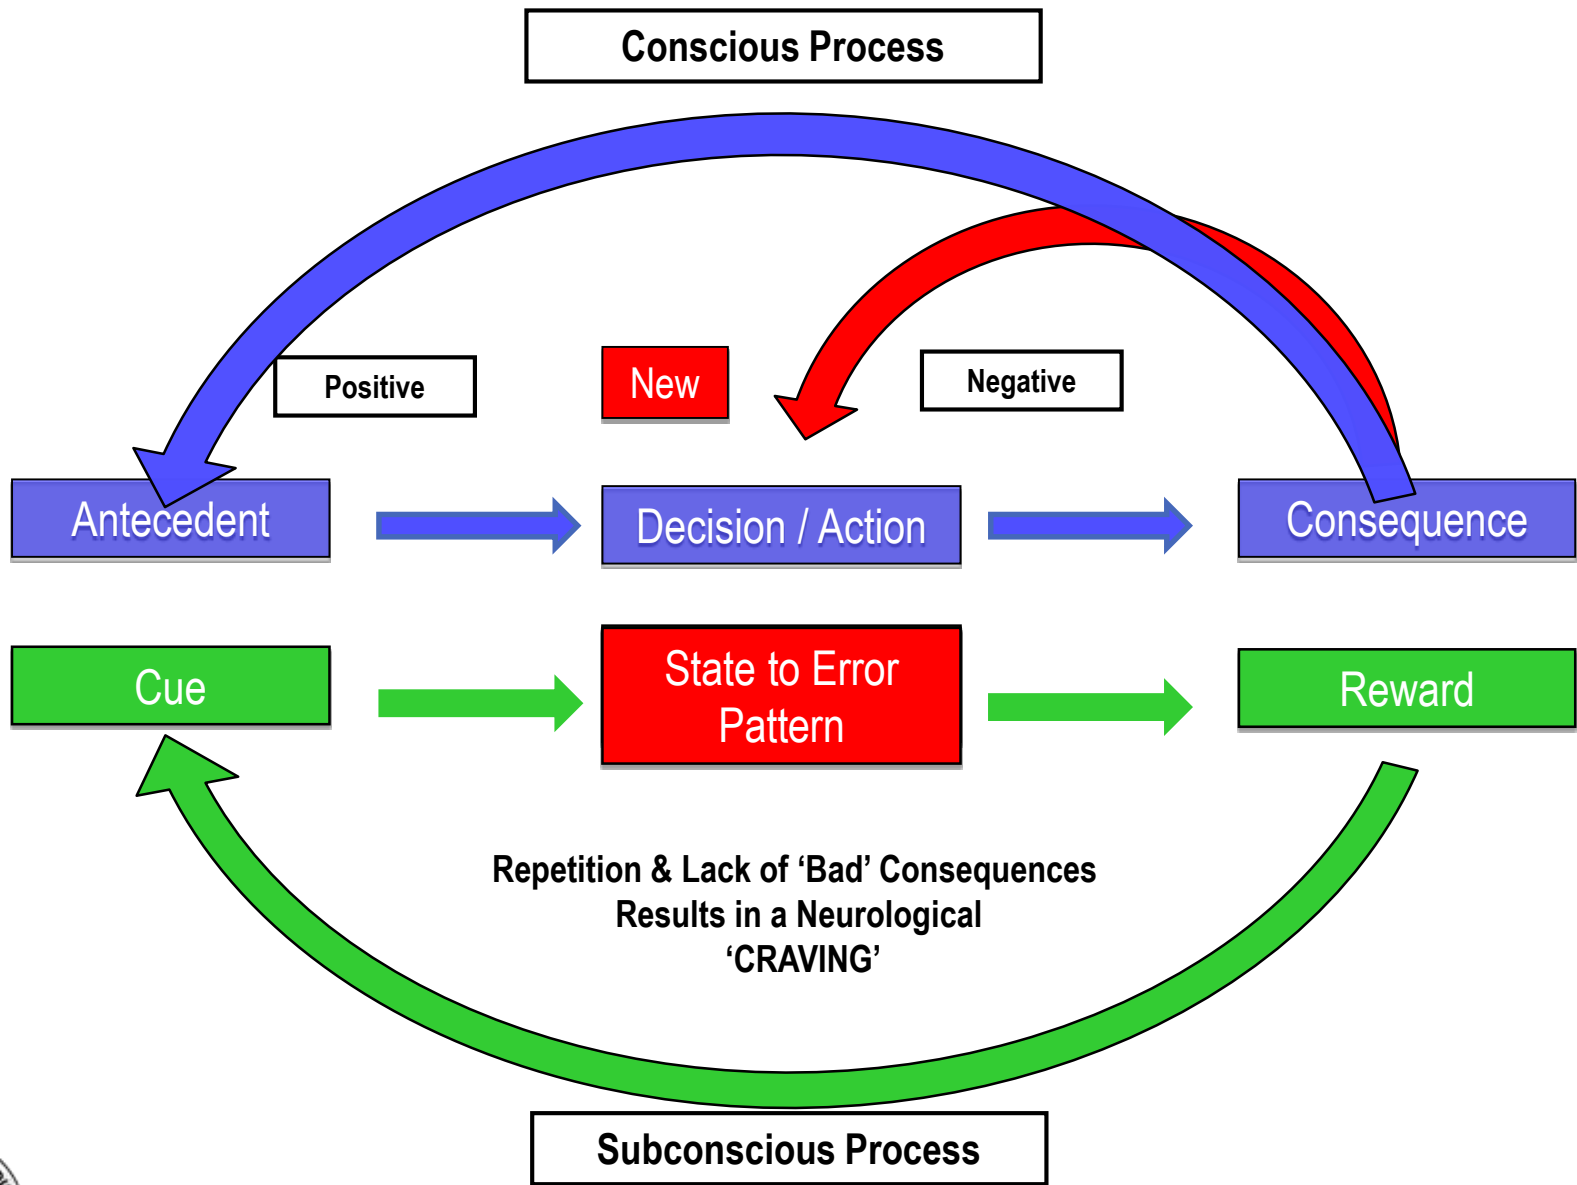 Conscious Process
Positive
New
Negative
Antecedent
Decision / Action
Consequence
Cue
State to Error
Pattern
Reward
Repetition & Lack of ‘Bad’ Consequences
Results in a Neurological
‘CRAVING’
Subconscious Process